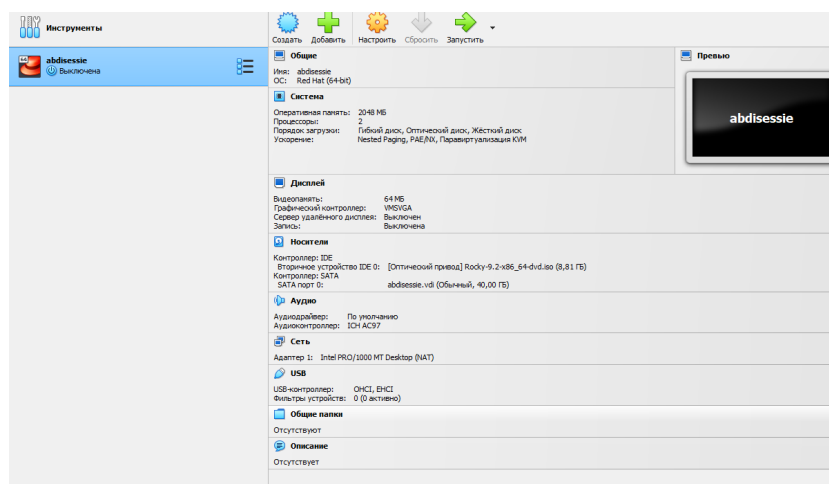 Инструменты
Создать Добавить Настроить Сбросить Запустить
abdisessie
Выключена
Общие
Имя: abdisessie
ОС: Red Hat (64-bit)
Система
Оперативная память: 2048 МБ
Процессоры: 2
Порядок загрузки: Гибкий диск, Оптический диск, Жёсткий диск
Ускорение: Nested Paging, PAE/NX, Паравиртуализация KVM
Превью
abdisessie
Дисплей
Видеопамять: 64 МБ
Графический контроллер: VMSVGA
Сервер удалённого дисплея: Выключен
Запись: Выключена
Носители
Контроллер: IDE
Вторичное устройство IDE 0: [Оптический привод] Rocky-9.2-x86_64-dvd.iso (8,81 ГБ)
Контроллер: SATA
SATA порт 0: abdisessie.vdi (Обычный, 40,00 ГБ)
Аудио
Аудиодрайвер: По умолчанию
Аудиоконтроллер: ICH AC97
Сеть
Адаптер 1: Intel PRO/1000 MT Desktop (NAT)
USB
USB-контроллер: OHCI, EHCI
Фильтры устройств: 0 (0 активно)
Общие папки
Отсутствуют
Описание
Отсутствует